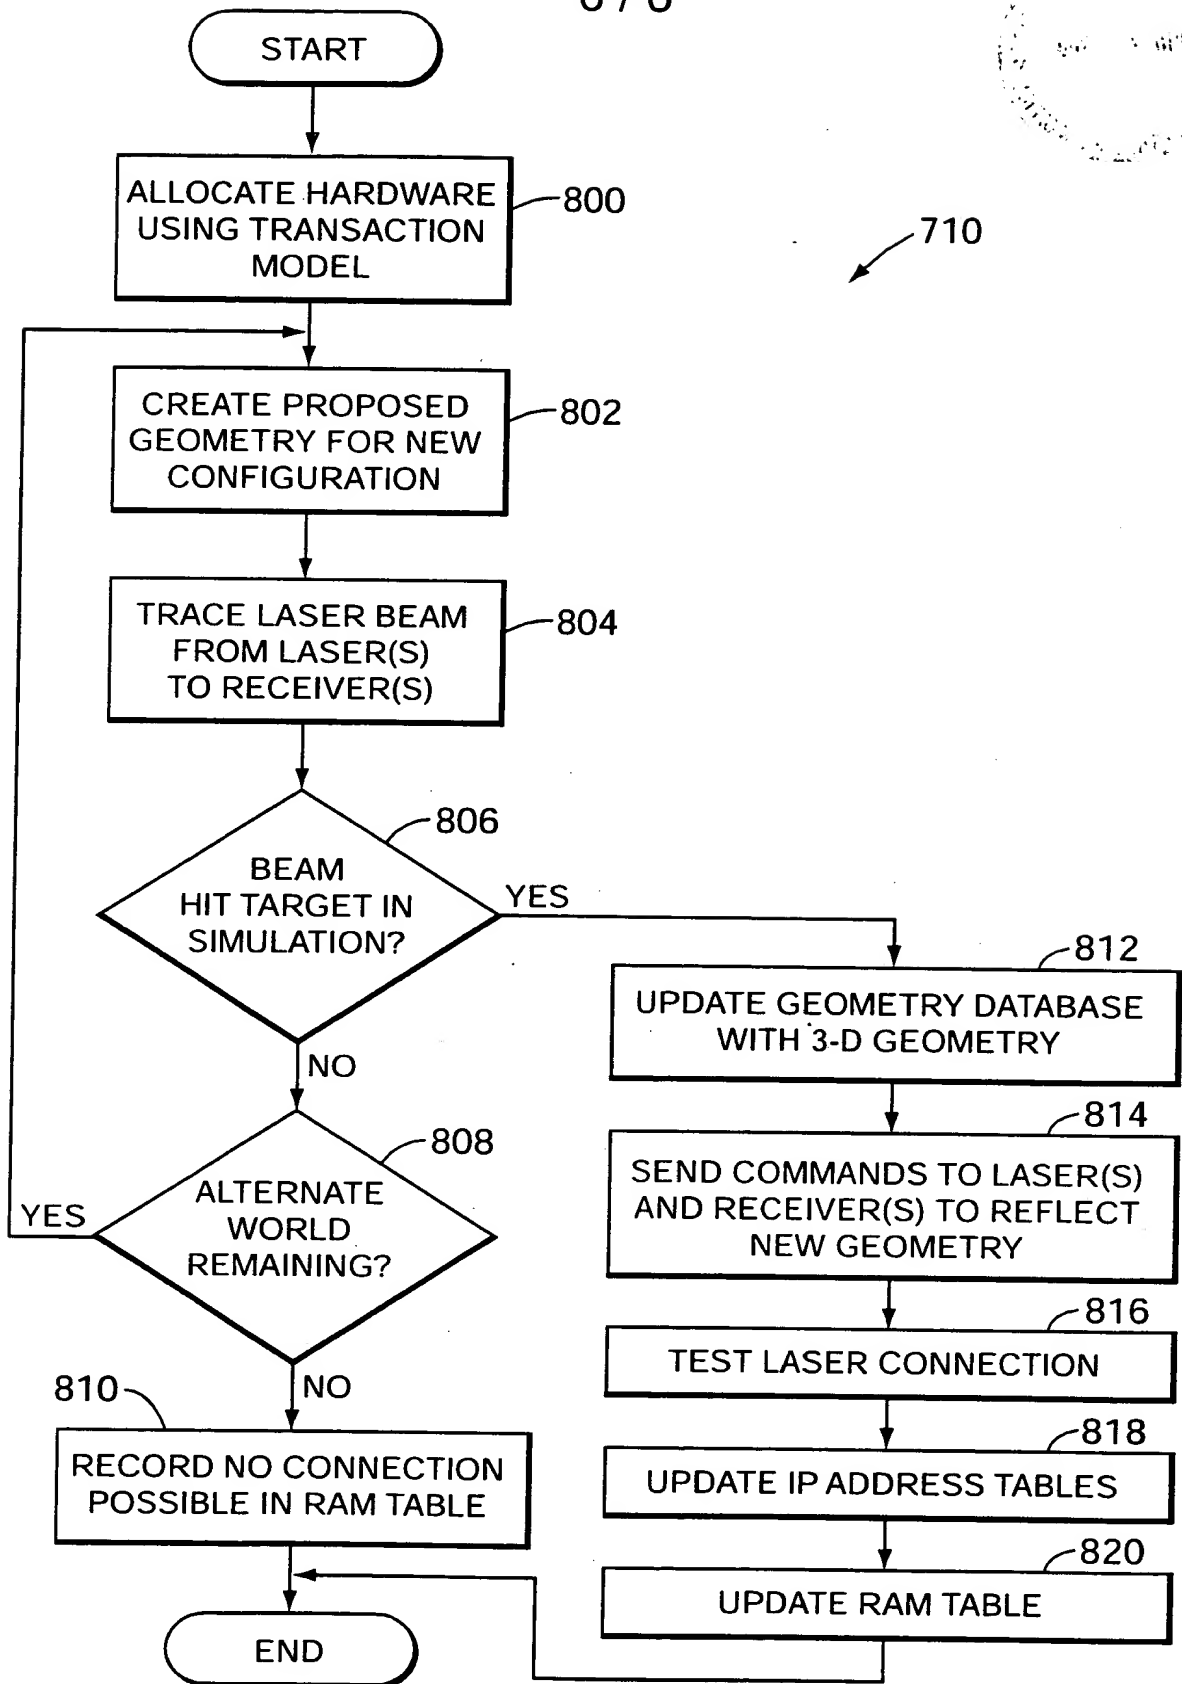 START
ALLOCATE HARDWARE
USING TRANSACTION
MODEL
800
710
CREATE PROPOSED
GEOMETRY FOR NEW
CONFIGURATION
802
TRACE LASER BEAM
FROM LASER(S)
TO RECEIVER(S)
804
806
BEAM
HIT TARGET IN
SIMULATION?
YES
NO
808
ALTERNATE
WORLD
REMAINING?
YES
NO
810
RECORD NO CONNECTION
POSSIBLE IN RAM TABLE
END
812
UPDATE GEOMETRY DATABASE
WITH 3-D GEOMETRY
814
SEND COMMANDS TO LASER(S)
AND RECEIVER(S) TO REFLECT
NEW GEOMETRY
816
TEST LASER CONNECTION
818
UPDATE IP ADDRESS TABLES
820
UPDATE RAM TABLE